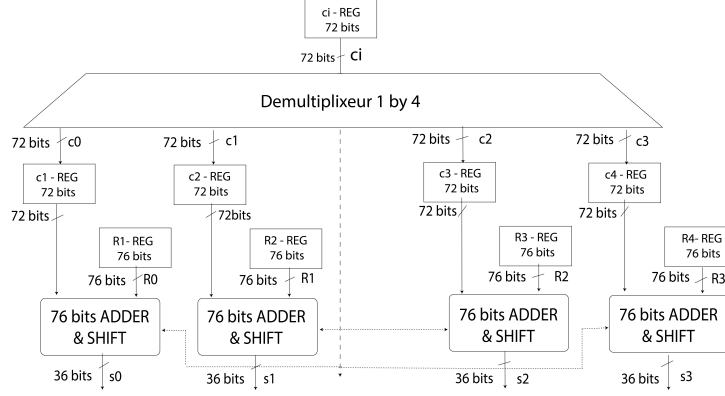 ci - REG
72 bits
72 bits ci
Demultiplixeur 1 by 4
72 bits c0
72 bits c1
72 bits c2
72 bits c3
c1 - REG
72 bits
c2 - REG
72 bits
c3 - REG
72 bits
c4 - REG
72 bits
72 bits
72bits
72 bits
72 bits
R1- REG
76 bits
R2 - REG
76 bits
R3 - REG
76 bits
R4- REG
76 bits
76 bits R0
76 bits R1
76 bits R2
76 bits R3
76 bits ADDER
& SHIFT
76 bits ADDER
& SHIFT
76 bits ADDER
& SHIFT
76 bits ADDER
& SHIFT
36 bits s0
36 bits s1
36 bits s2
36 bits s3